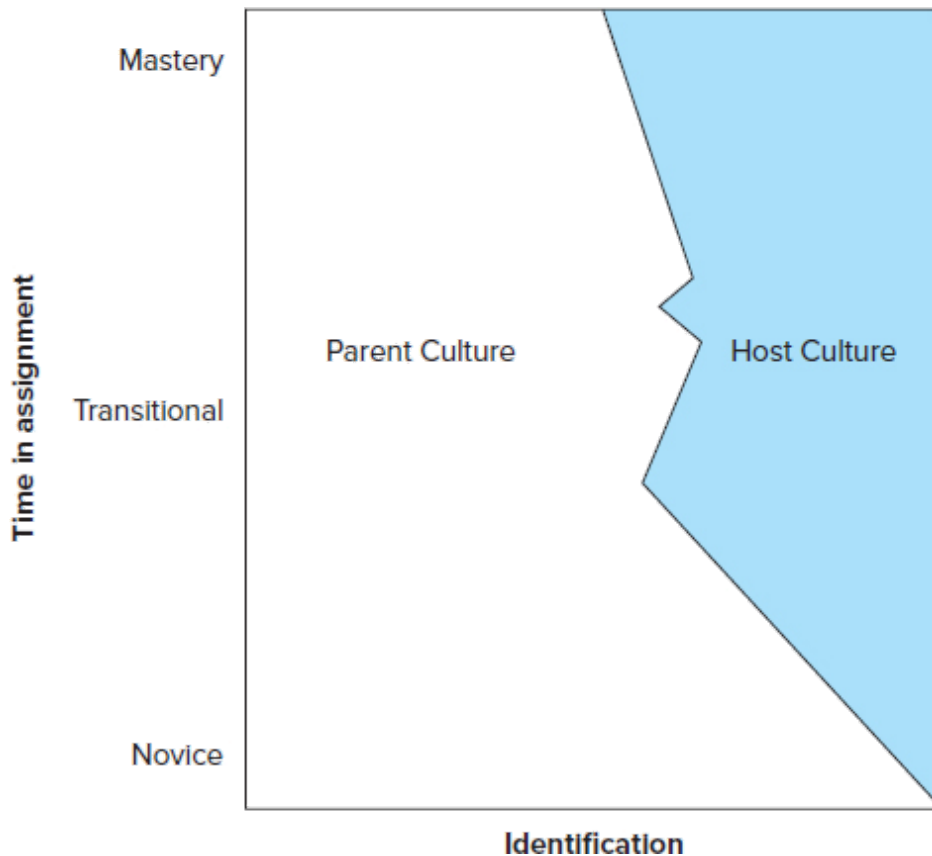 Mastery
Parent Culture
Host Culture
Transitional
Time in assignment
Novice
Identification